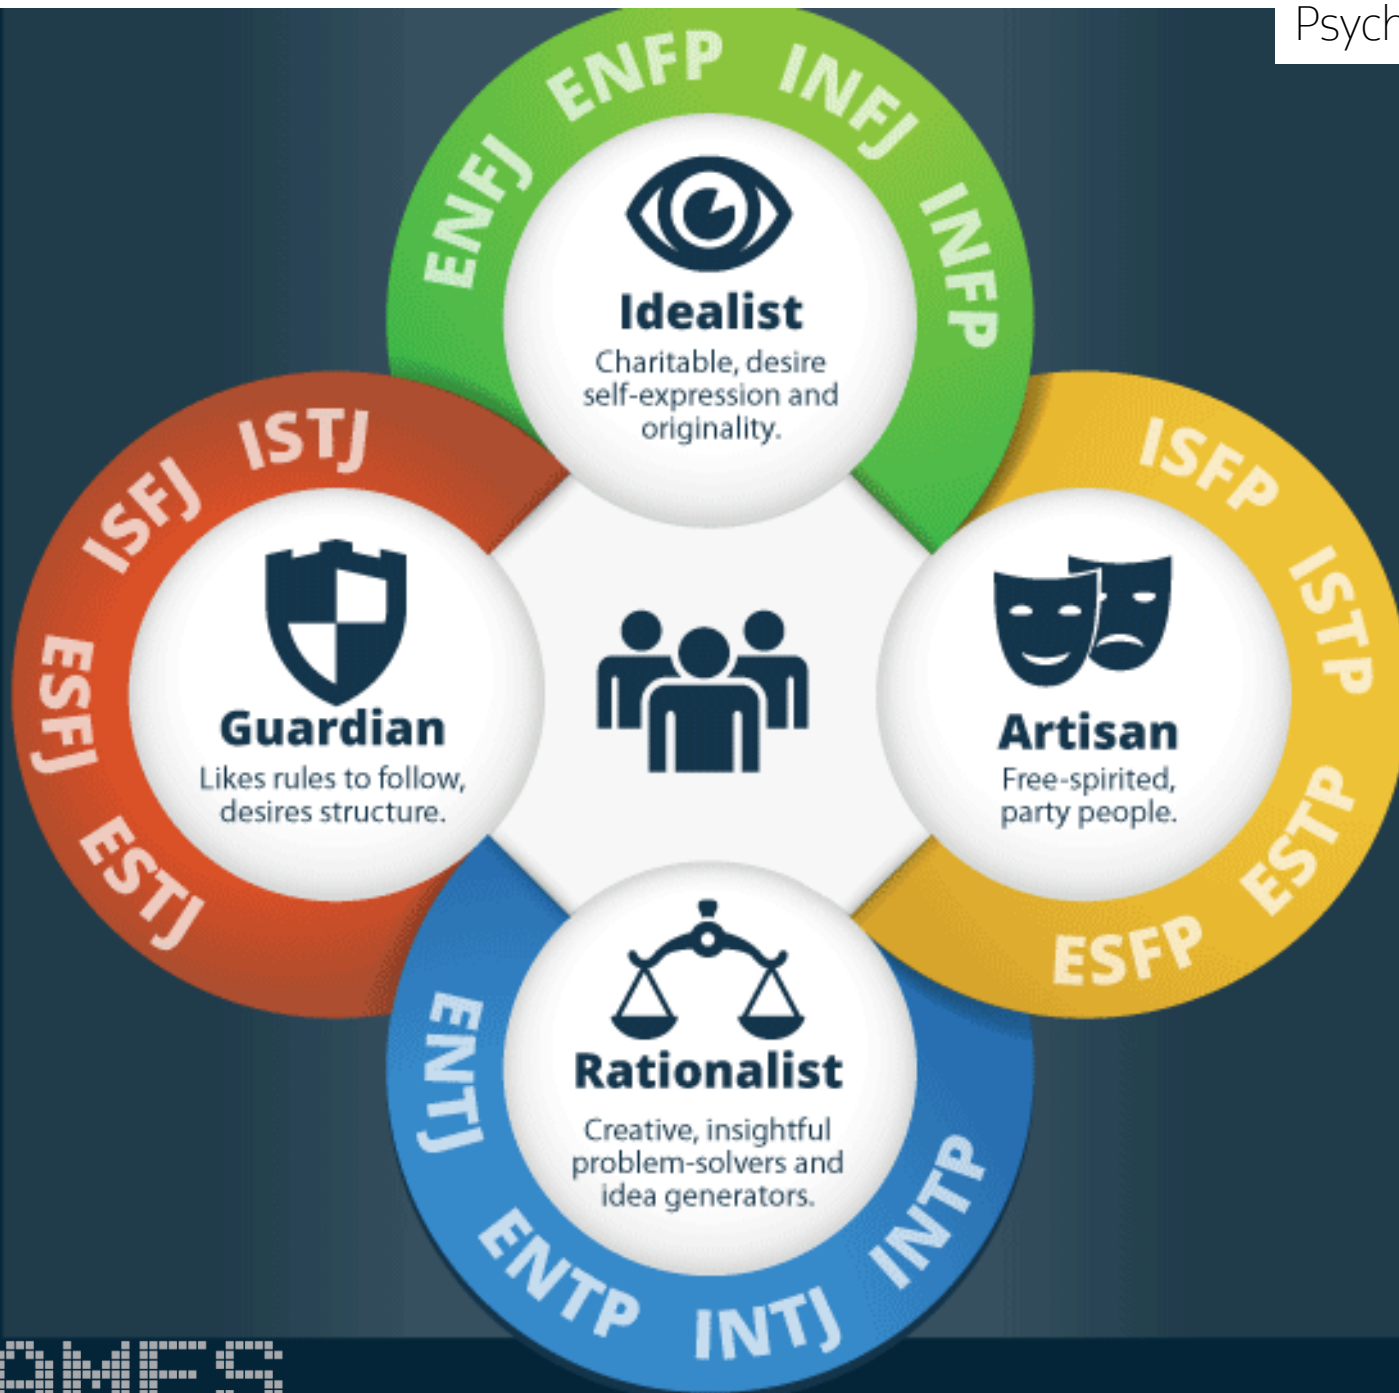 Psych
ENFJ
ENFP
INFJ
INFP
Idealist
Charitable, desire
self-expression and
originality.
ISTJ
ISFJ
ESFJ
ESTJ
Guardian
Likes rules to follow,
desires structure.
ISFP
ISTP
ESTP
ESFP
Artisan
Free-spirited,
party people.
Rationalist
Creative, insightful
problem-solvers and
idea generators.
ENTJ
ENTP
INTJ
INTP
AMES